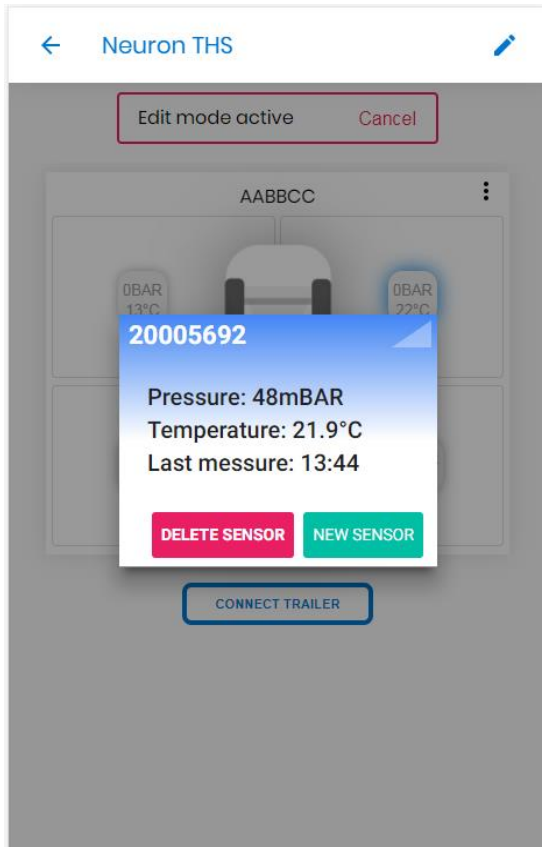 Neuron THS
Edit mode active Cancel
AABBCC
0BAR 0BAR
13°C 22°C
20005692
Pressure: 48mBAR
Temperature: 21.9°C
Last messure: 13:44
DELETE SENSOR NEW SENSOR
CONNECT TRAILER